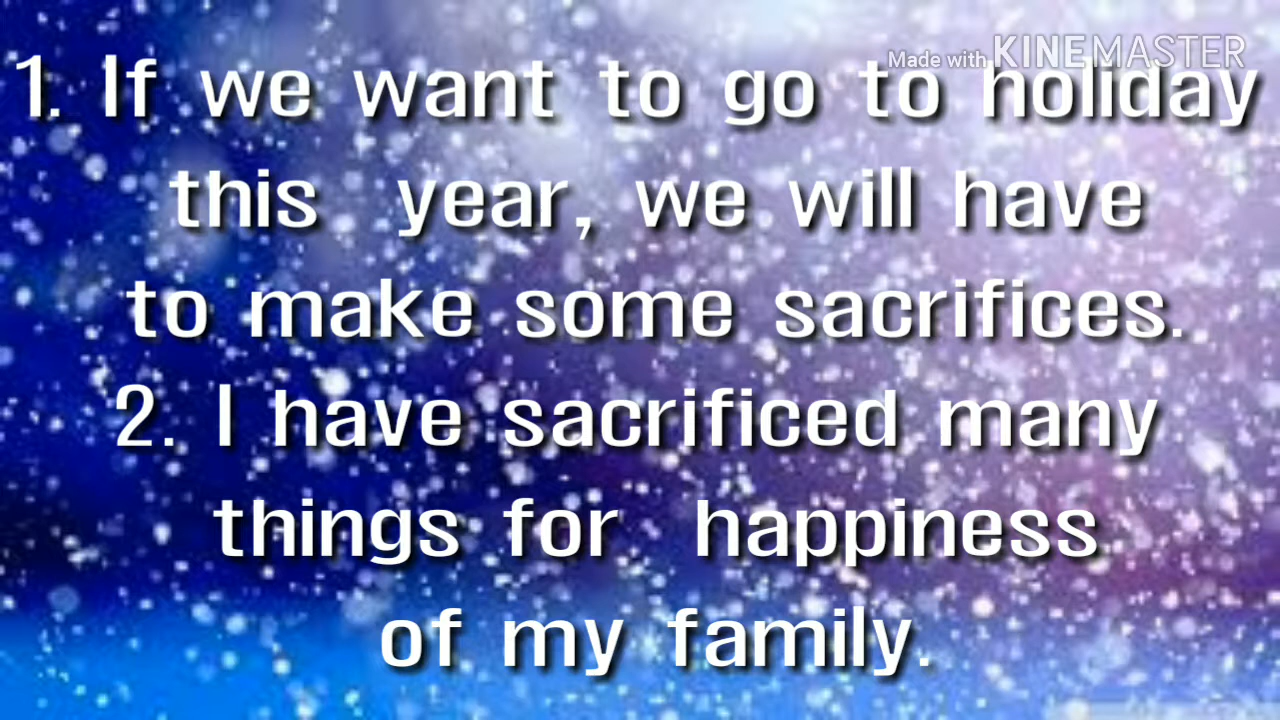 Made with KINEMASTER
1. If we want to go to holiday
this year, we will have
to make some sacrifices.
2. I have sacrificed many
things for happiness
of my family.